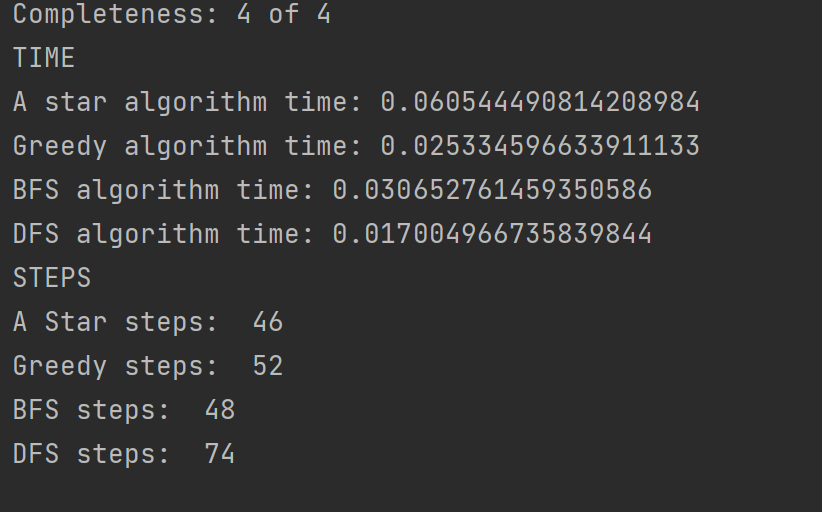 Completeness: 4 of 4
TIME
A star algorithm time: 0.060544490814208984
Greedy algorithm time: 0.025334596633911133
BFS algorithm time: 0.030652761459350586
DFS algorithm time: 0.017004966735839844
STEPS
A Star steps:  46
Greedy steps:  52
BFS steps:  48
DFS steps:  74